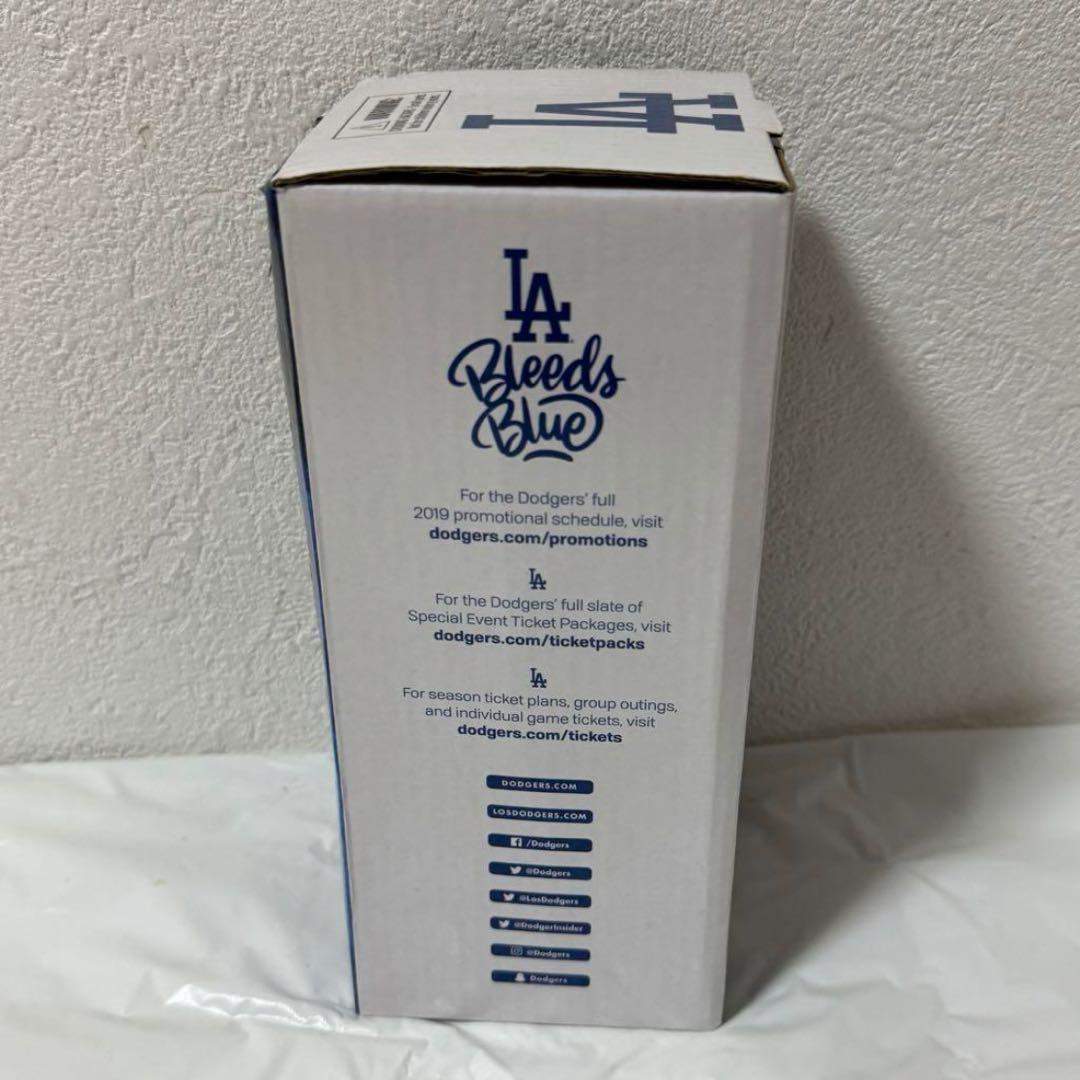 LA
LA
Bleeds
Blue
For the Dodgers' full
2019 promotional schedule, visit
dodgers.com/promotions
LA
For the Dodgers' full slate of
Special Event Ticket Packages, visit
dodgers.com/ticketpacks
LA
For season ticket plans, group outings,
and individual game tickets, visit
dodgers.com/tickets
DODGERS.COM
LOSDODGERS.COM
/Dodgers
@Dodgers
@LosDodgers
@DodgerInsider
@Dodgers
Dodgers